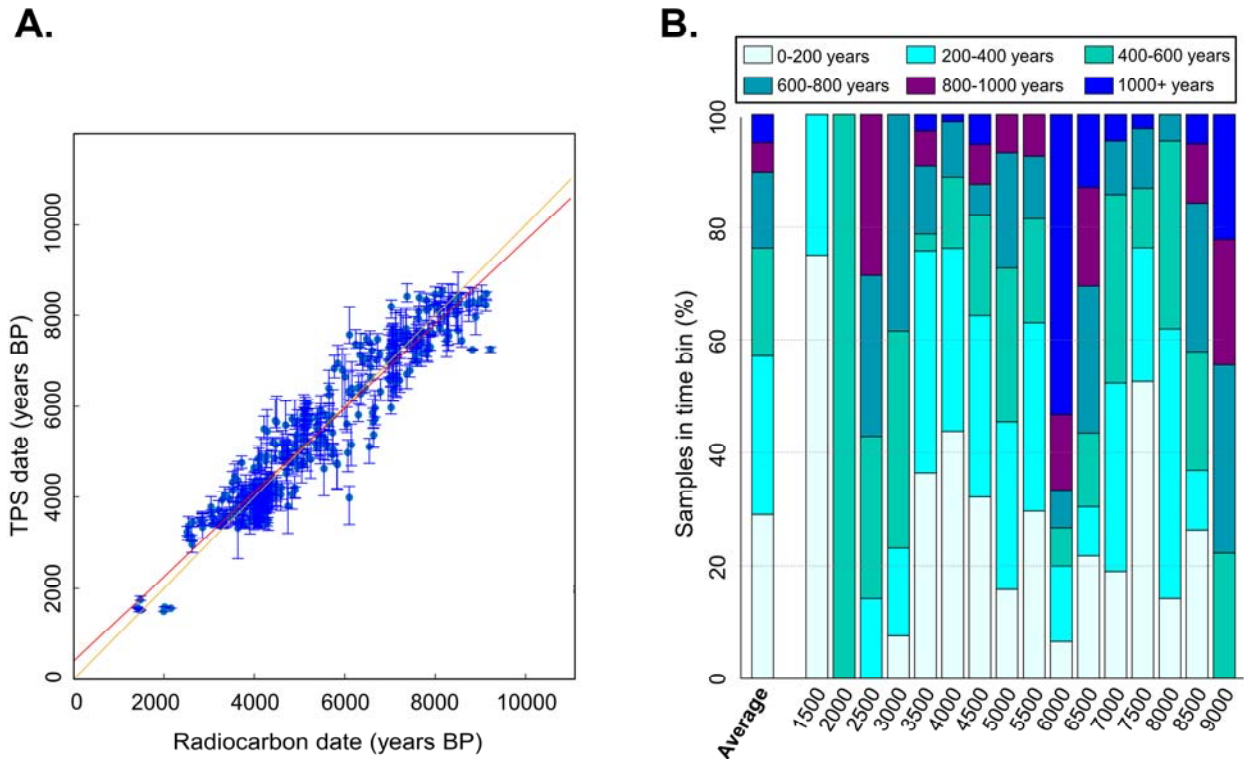 A.
TPS date (years BP)
0 2000 4000 6000 8000 10000
0 2000 4000 6000 8000 10000
Radiocarbon date (years BP)
B.
0-200 years 200-400 years 400-600 years
600-800 years 800-1000 years 1000+ years
Samples in time bin (%)
0 20 40 60 80 100
Average 1500 2000 2500 3000 3500 4000 4500 5000 5500 6000 6500 7000 7500 8000 8500 9000